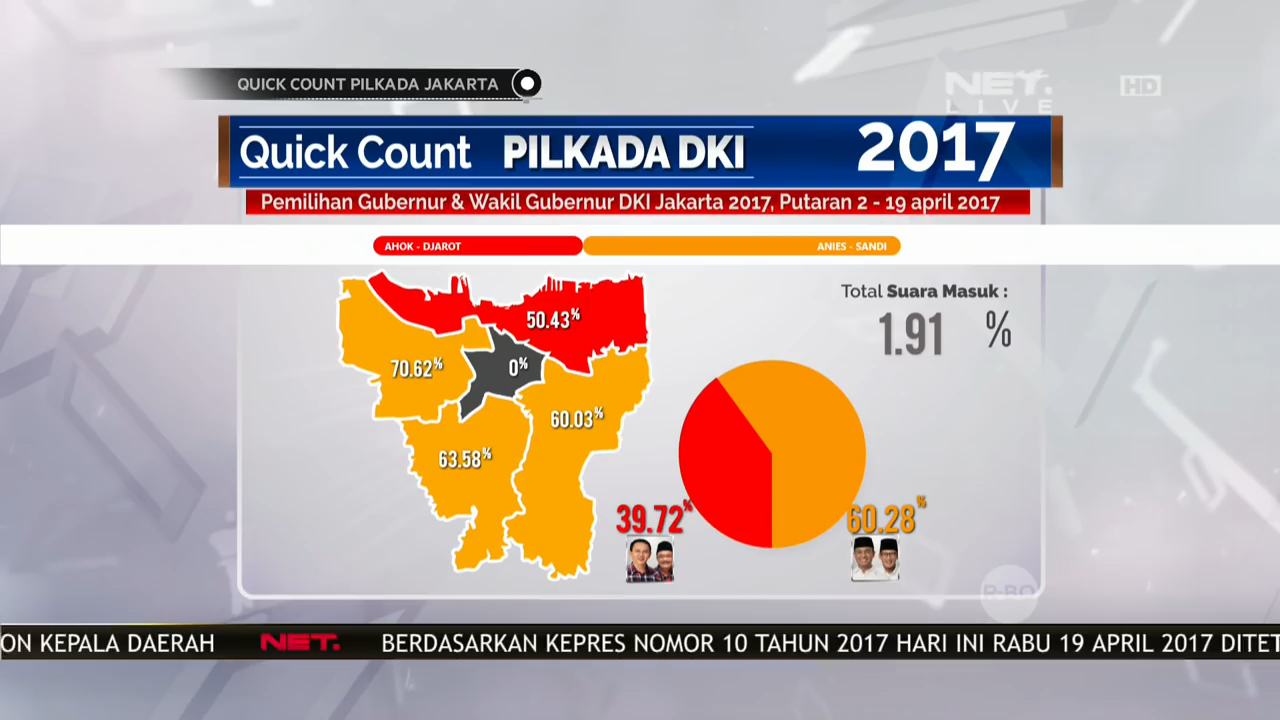 QUICK COUNT PILKADA JAKARTA
NET.
LIVE
HD
Quick Count PILKADA DKI 2017
Pemilihan Gubernur & Wakil Gubernur DKI Jakarta 2017, Putaran 2 - 19 april 2017
AHOK - DJAROT
ANIES - SANDI
Total Suara Masuk :
1.91 %
50.43%
70.62%
0%
60.03%
63.58%
39.72%
60.28%
ON KEPALA DAERAH NET. BERDASARKAN KEPRES NOMOR 10 TAHUN 2017 HARI INI RABU 19 APRIL 2017 DITET